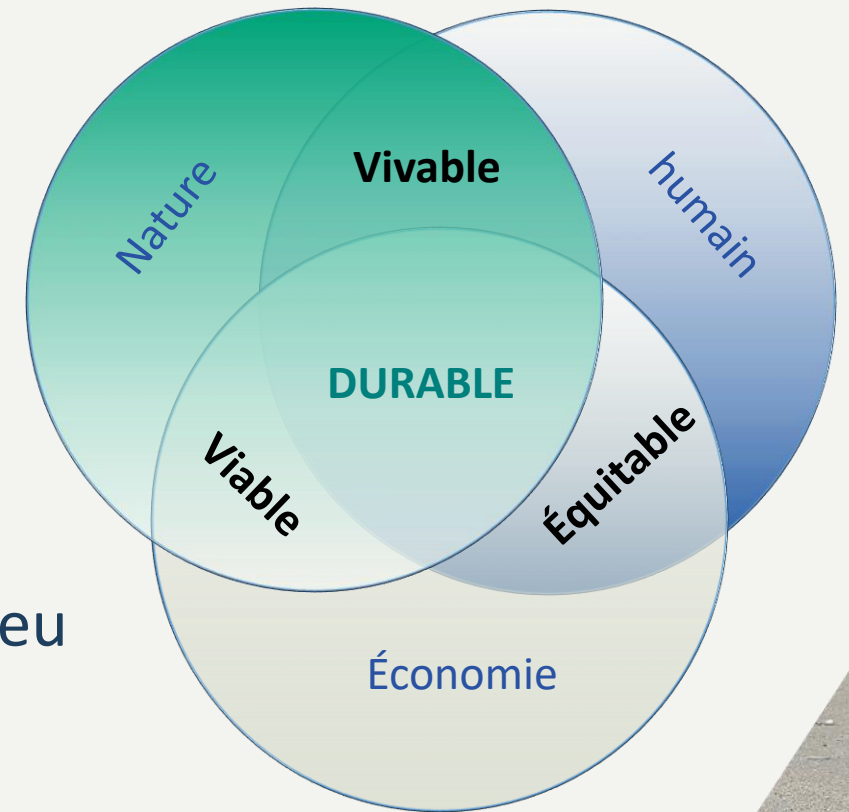 Vivable
Nature
humain
DURABLE
Viable
Équitable
eu
Économie